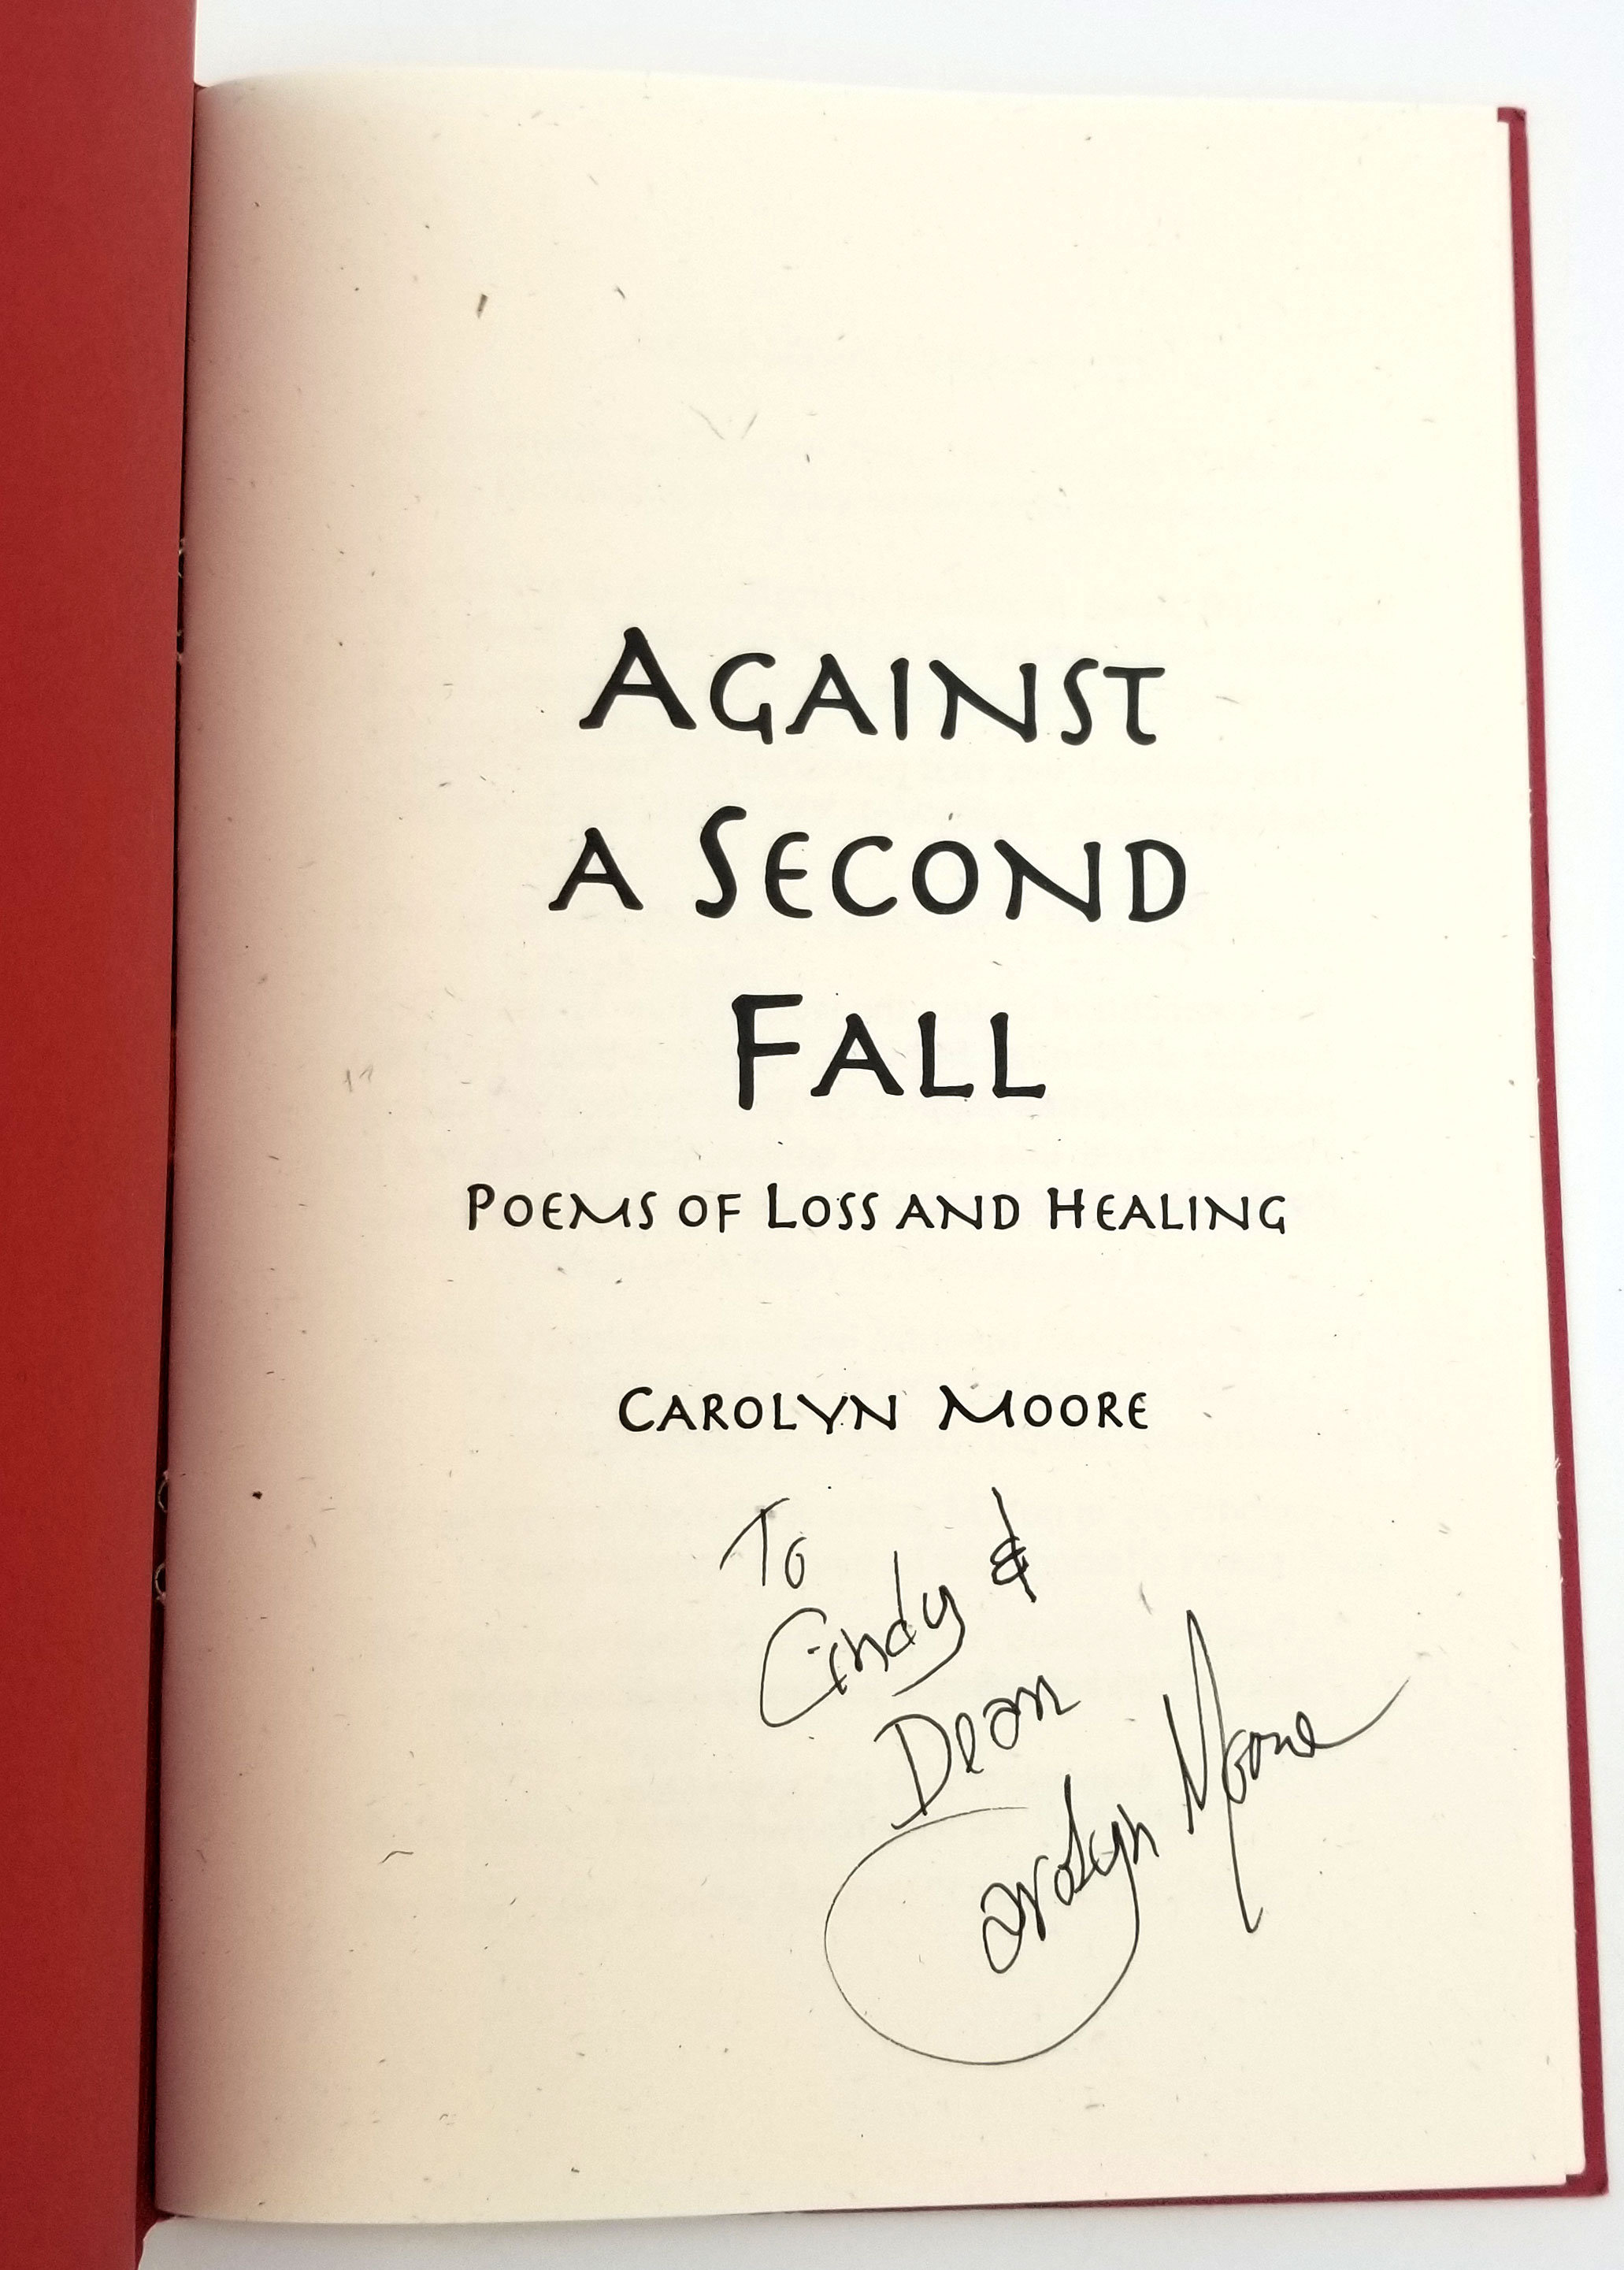 AGAINST
A SECOND
FALL
POEMS OF LOSS AND HEALING
CAROLYN MOORE
To
Cindy &
Dean
Carolyn Moore